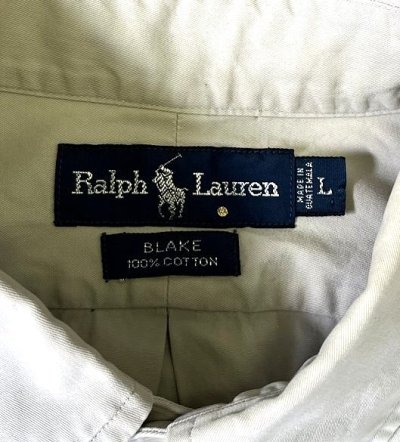 Ralph Lauren
MADE IN
GUATEMALA
L
BLAKE
100% COTTON